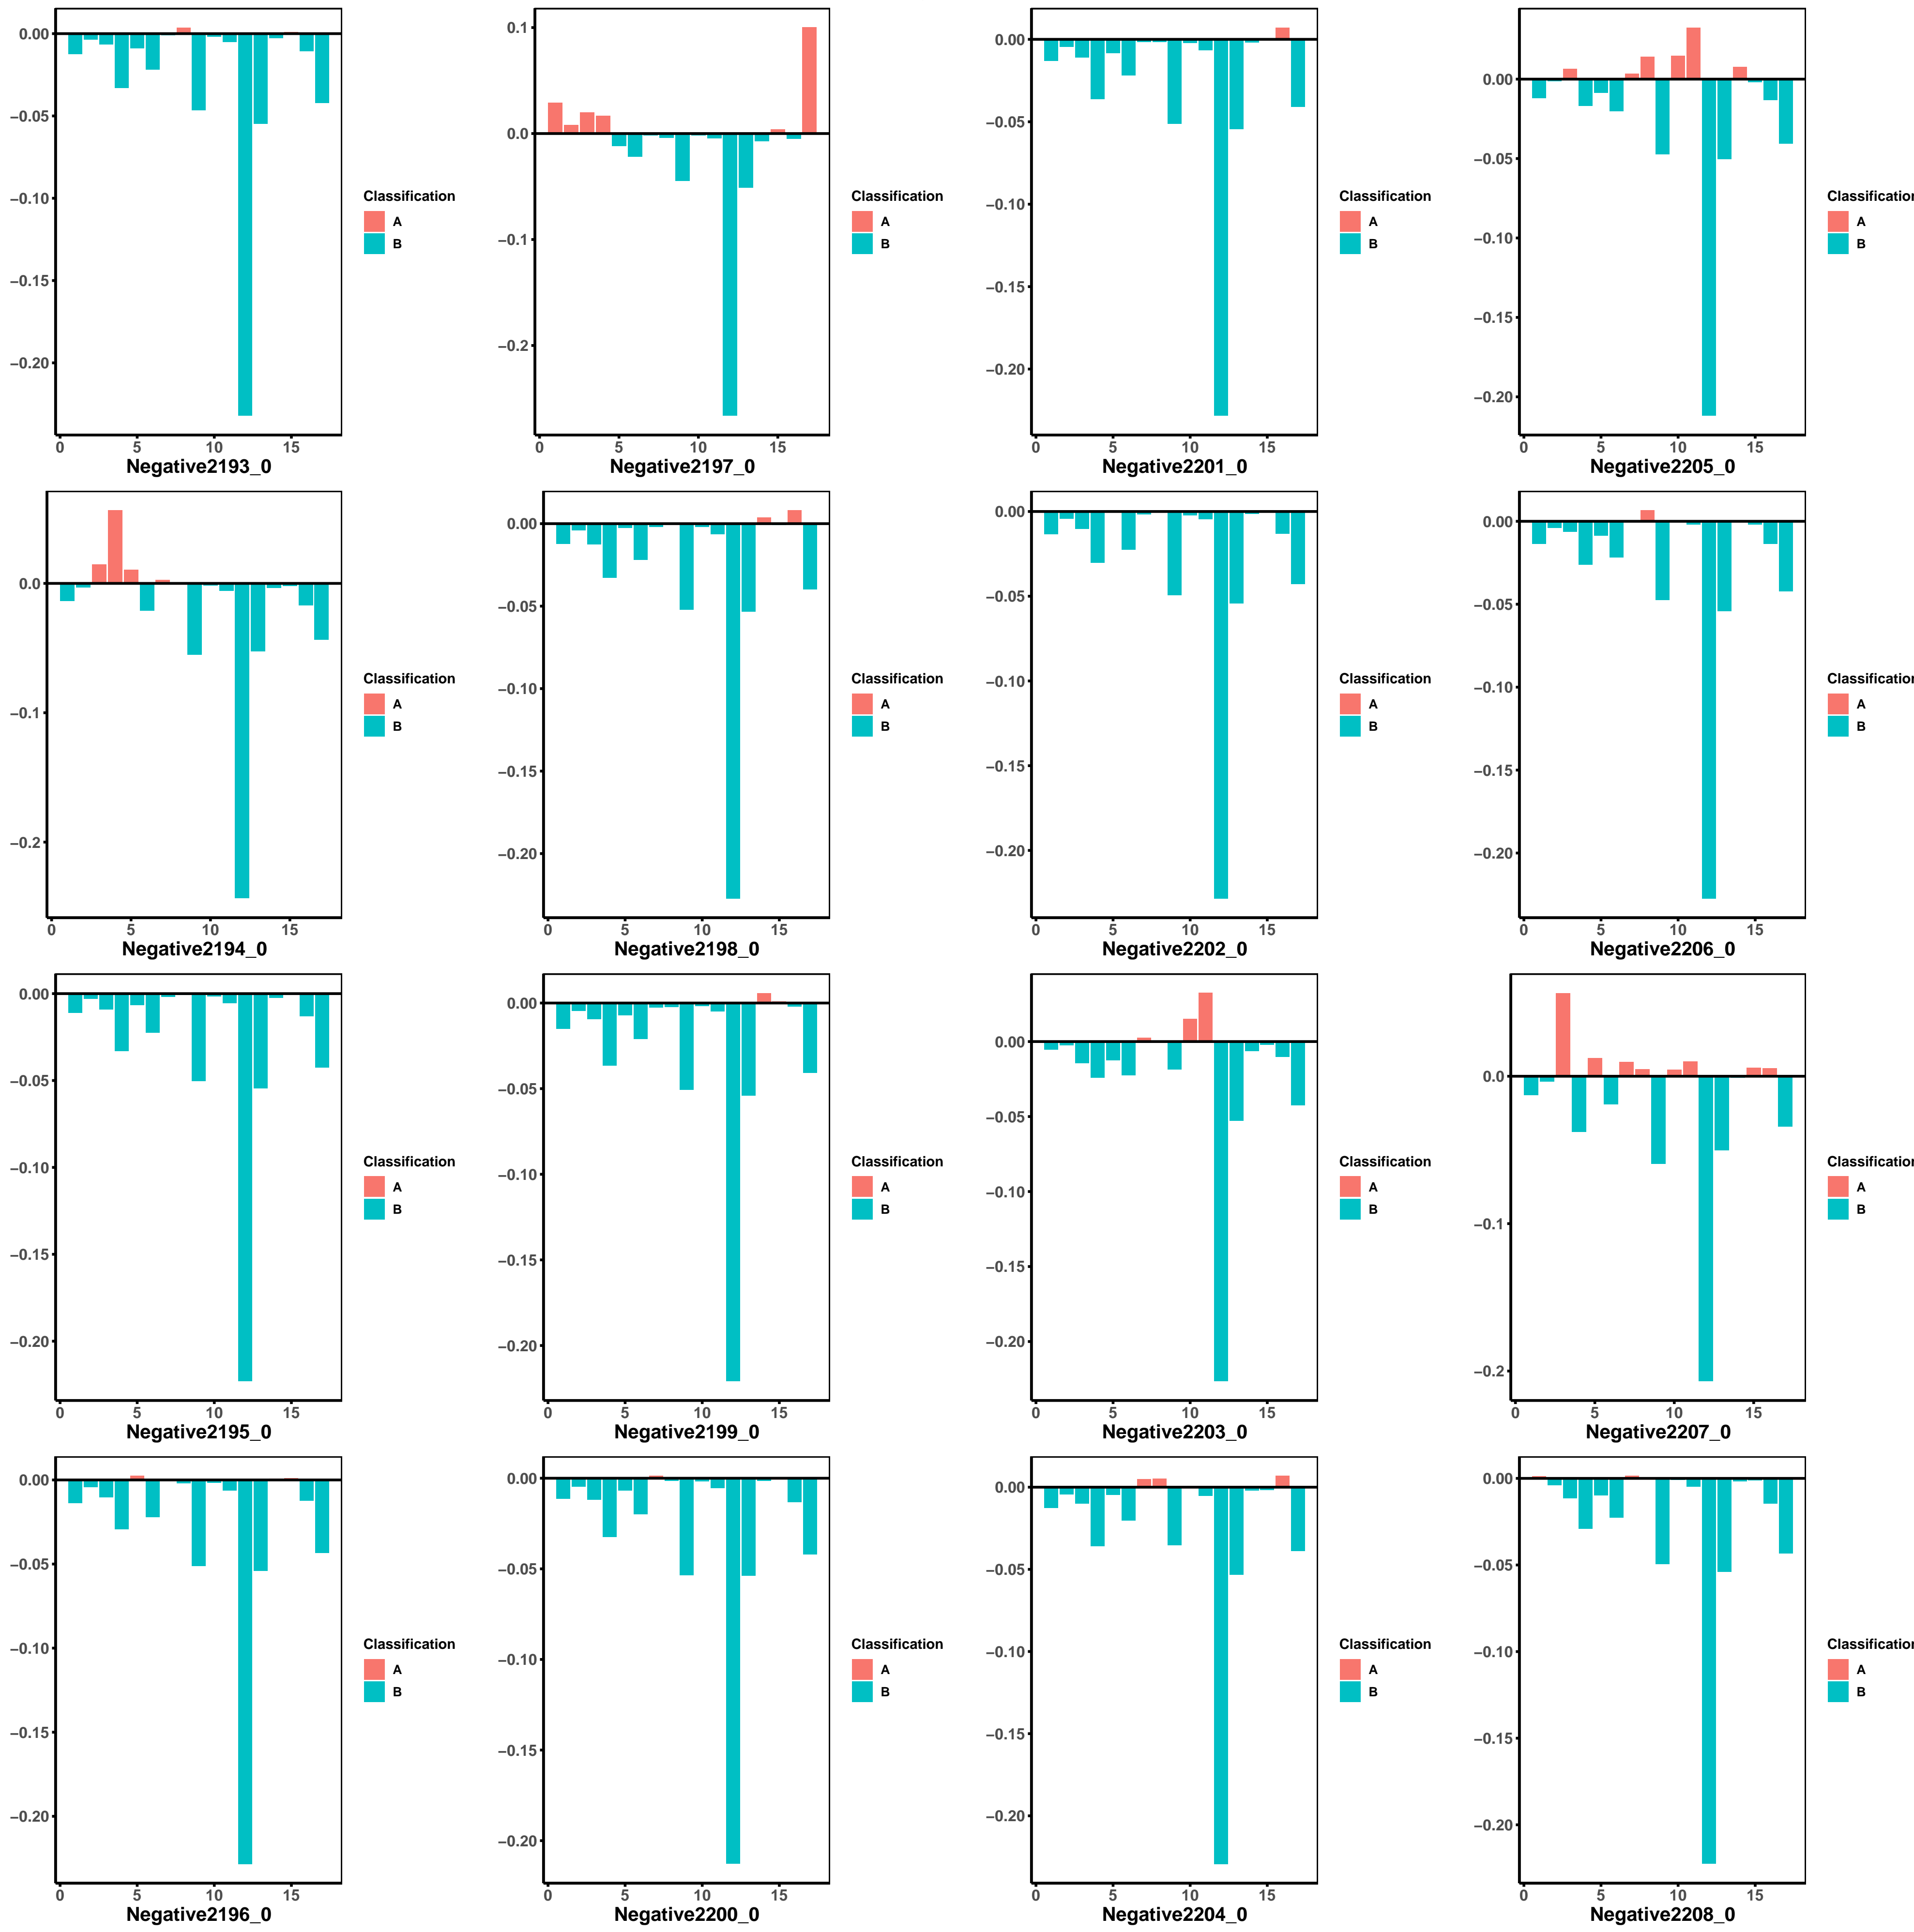 0.00
−0.05
−0.10
−0.15
−0.20
Classification
A
B
0 5 10 15
Negative2193_0
0.1
0.0
−0.1
−0.2
Classification
A
B
0 5 10 15
Negative2197_0
0.00
−0.05
−0.10
−0.15
−0.20
Classification
A
B
0 5 10 15
Negative2201_0
0.00
−0.05
−0.10
−0.15
−0.20
Classification
A
B
0 5 10 15
Negative2205_0
0.0
−0.1
−0.2
Classification
A
B
0 5 10 15
Negative2194_0
0.00
−0.05
−0.10
−0.15
−0.20
Classification
A
B
0 5 10 15
Negative2198_0
0.00
−0.05
−0.10
−0.15
−0.20
Classification
A
B
0 5 10 15
Negative2202_0
0.00
−0.05
−0.10
−0.15
−0.20
Classification
A
B
0 5 10 15
Negative2206_0
0.00
−0.05
−0.10
−0.15
−0.20
Classification
A
B
0 5 10 15
Negative2195_0
0.00
−0.05
−0.10
−0.15
−0.20
Classification
A
B
0 5 10 15
Negative2199_0
0.00
−0.05
−0.10
−0.15
−0.20
Classification
A
B
0 5 10 15
Negative2203_0
0.0
−0.1
−0.2
Classification
A
B
0 5 10 15
Negative2207_0
0.00
−0.05
−0.10
−0.15
−0.20
Classification
A
B
0 5 10 15
Negative2196_0
0.00
−0.05
−0.10
−0.15
−0.20
Classification
A
B
0 5 10 15
Negative2200_0
0.00
−0.05
−0.10
−0.15
−0.20
Classification
A
B
0 5 10 15
Negative2204_0
0.00
−0.05
−0.10
−0.15
−0.20
Classification
A
B
0 5 10 15
Negative2208_0